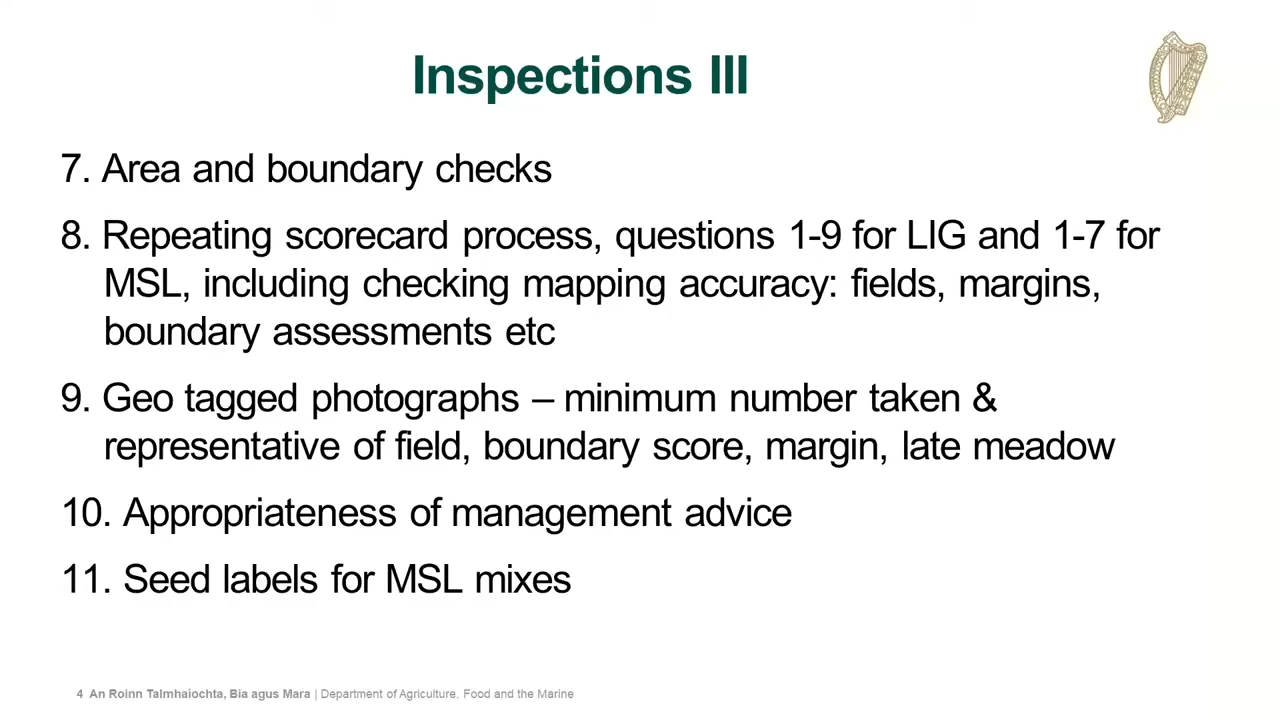 Inspections III
7. Area and boundary checks
8. Repeating scorecard process, questions 1-9 for LIG and 1-7 for
MSL, including checking mapping accuracy: fields, margins,
boundary assessments etc
9. Geo tagged photographs – minimum number taken &
representative of field, boundary score, margin, late meadow
10. Appropriateness of management advice
11. Seed labels for MSL mixes
4 An Roinn Talmhaíochta, Bia agus Mara | Department of Agriculture. Food and the Marine